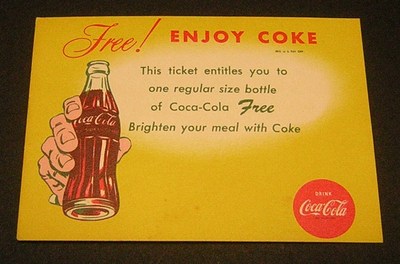 Free! ENJOY COKE
This ticket entitles you to
one regular size bottle
of Coca-Cola Free
Brighten your meal with Coke
Coca-Cola
DRINK
Coca-Cola